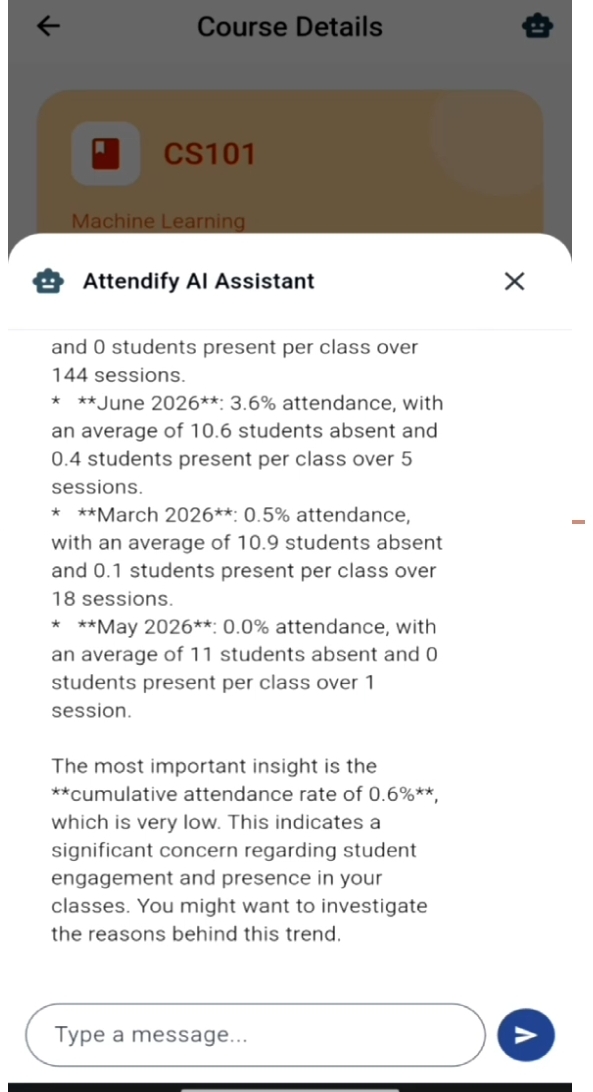 Course Details
CS101
Machine Learning
Attendify AI Assistant
and 0 students present per class over
144 sessions.
*   **June 2026**: 3.6% attendance, with
an average of 10.6 students absent and
0.4 students present per class over 5
sessions.
*   **March 2026**: 0.5% attendance,
with an average of 10.9 students absent
and 0.1 students present per class over
18 sessions.
*   **May 2026**: 0.0% attendance, with
an average of 11 students absent and 0
students present per class over 1
session.
The most important insight is the
**cumulative attendance rate of 0.6%**,
which is very low. This indicates a
significant concern regarding student
engagement and presence in your
classes. You might want to investigate
the reasons behind this trend.
Type a message...